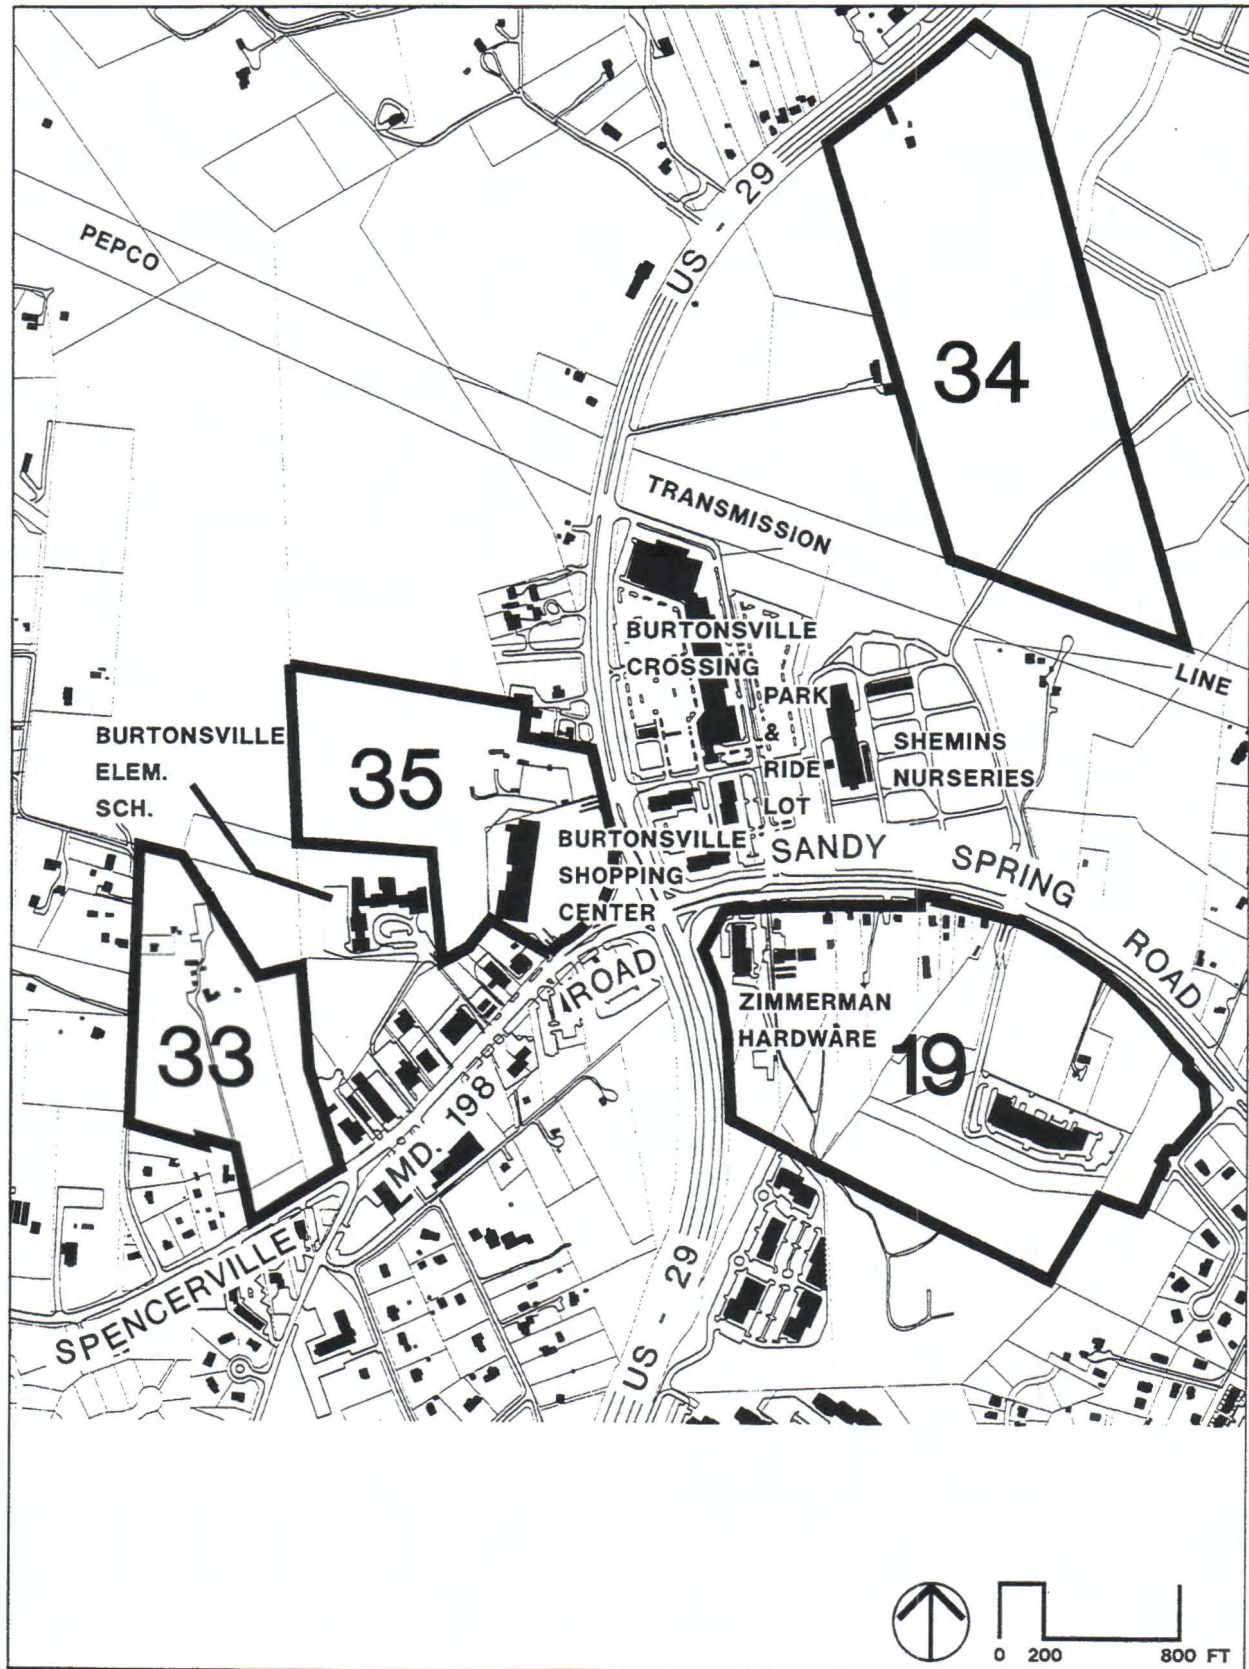 PEPCO
US - 29
34
TRANSMISSION
LINE
BURTONSVILLE
CROSSING
PARK
&
RIDE
LOT
SHEMINS
NURSERIES
BURTONSVILLE
ELEM.
SCH.
35
BURTONSVILLE
SHOPPING
CENTER
SANDY SPRING ROAD
33
ZIMMERMAN
HARDWARE
19
SPENCERVILLE ROAD
MD. 198
US - 29
0 200 800 FT